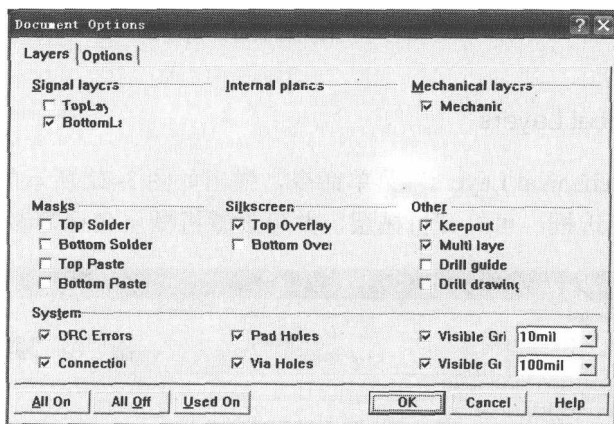 Document Options
Layers Options
Signal layers Internal planes Mechanical layers
TopLay Mechanic
BottomLa
Masks Silkscreen Other
Top Solder Top Overlay Keepout
Bottom Solder Bottom Over Multi laye
Top Paste Drill guide
Bottom Paste Drill drawing
System
DRC Errors Pad Holes Visible Gri 10mil
Connection Via Holes Visible Gr 100mil
All On All Off Used On OK Cancel Help